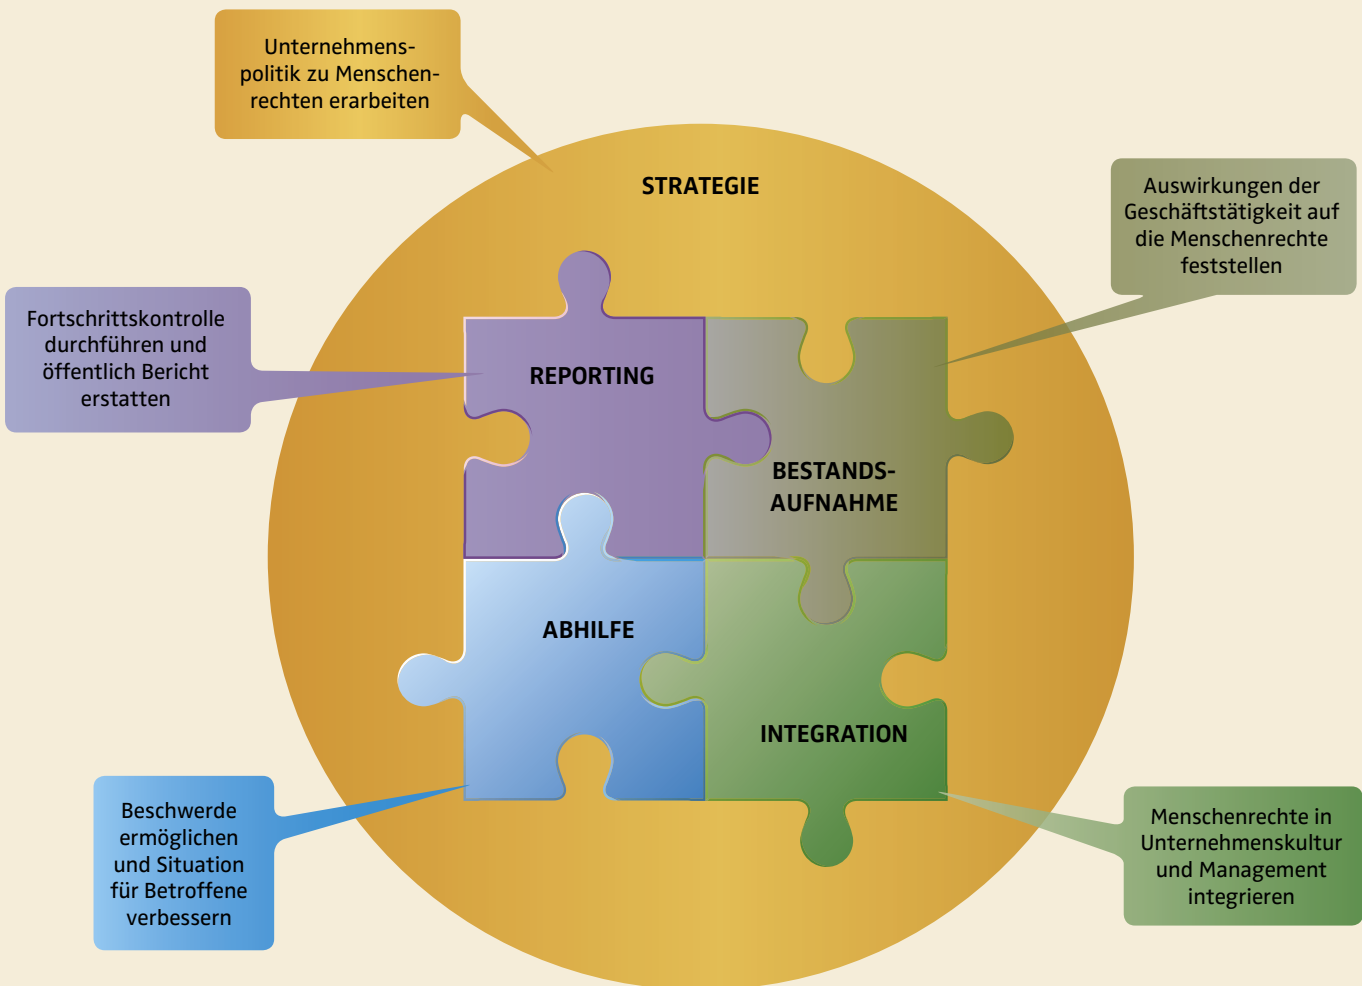 Unternehmens-
politik zu Menschen-
rechten erarbeiten
STRATEGIE
Auswirkungen der
Geschäftstätigkeit auf
die Menschenrechte
feststellen
Fortschrittskontrolle
durchführen und
öffentlich Bericht
erstatten
REPORTING
BESTANDS-
AUFNAHME
ABHILFE
INTEGRATION
Beschwerde
ermöglichen
und Situation
für Betroffene
verbessern
Menschenrechte in
Unternehmenskultur
und Management
integrieren